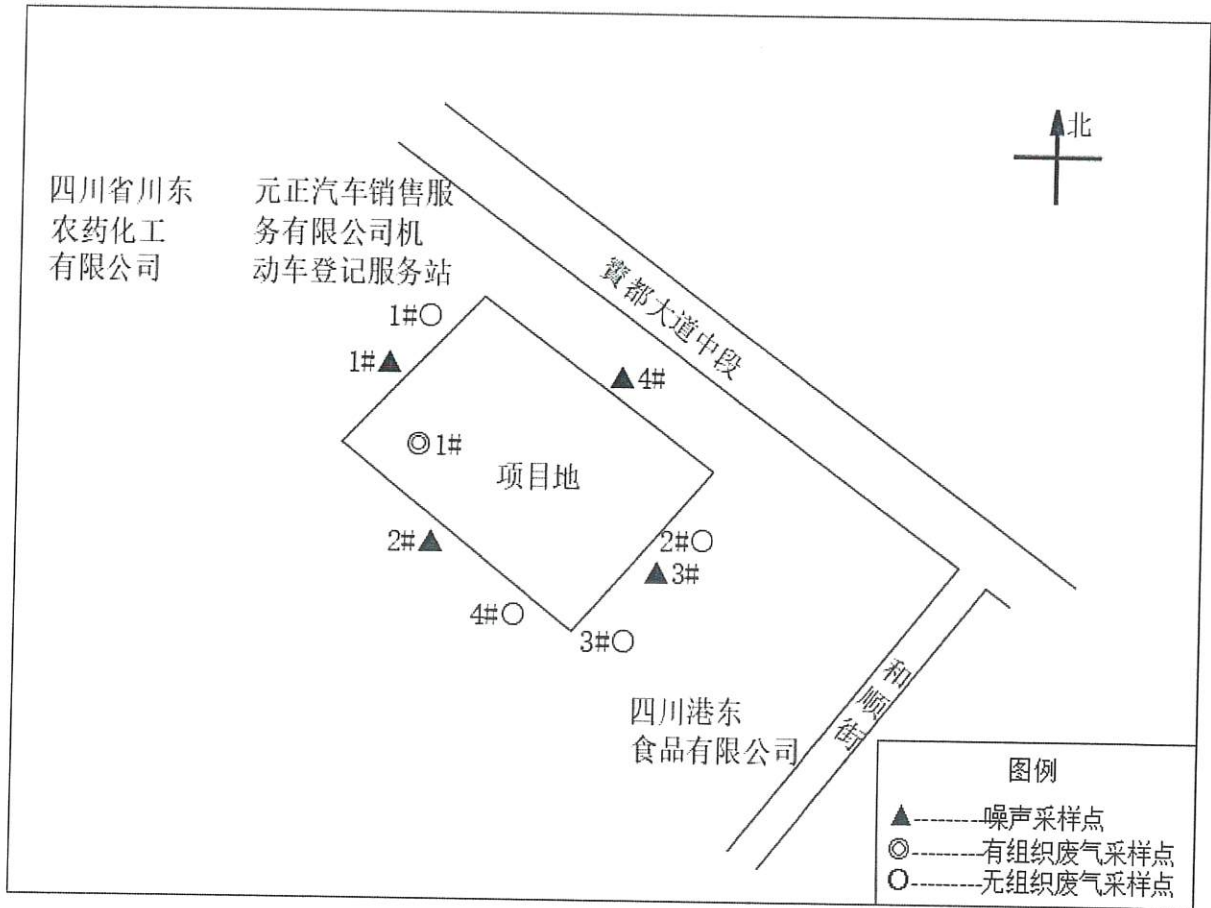 北
四川省川东
农药化工
有限公司
元正汽车销售服
务有限公司机
动车登记服务站
賨都大道中段
1#
1#
4#
1#
项目地
2#
2#
3#
4#
3#
和顺街
四川港东
食品有限公司
图例
噪声采样点
有组织废气采样点
无组织废气采样点